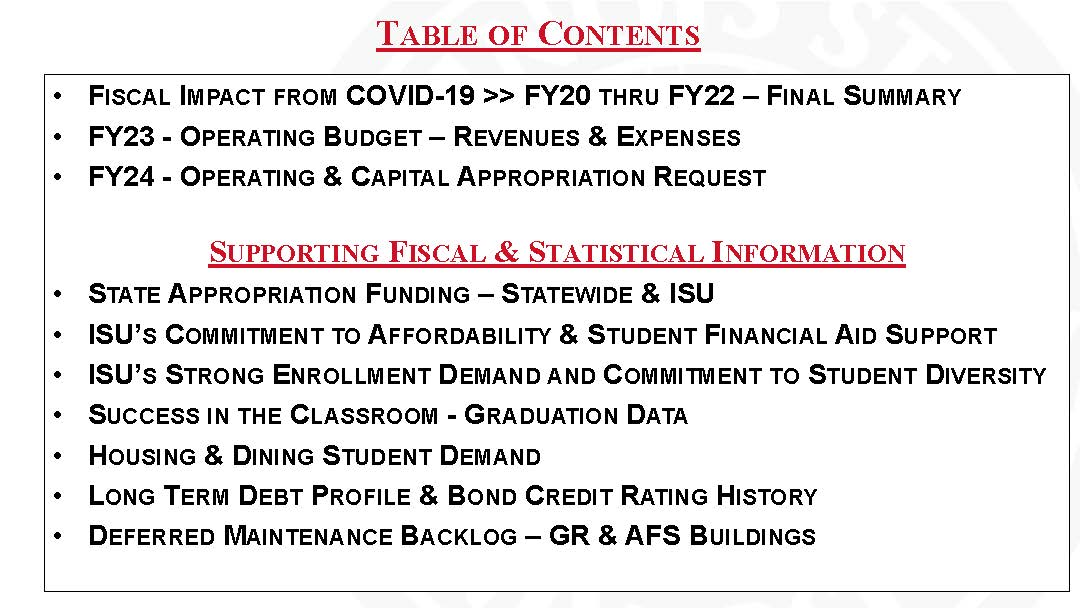 TABLE OF CONTENTS
• FISCAL IMPACT FROM COVID-19 >> FY20 THRU FY22 – FINAL SUMMARY
• FY23 - OPERATING BUDGET – REVENUES & EXPENSES
• FY24 - OPERATING & CAPITAL APPROPRIATION REQUEST
SUPPORTING FISCAL & STATISTICAL INFORMATION
• STATE APPROPRIATION FUNDING – STATEWIDE & ISU
• ISU’S COMMITMENT TO AFFORDABILITY & STUDENT FINANCIAL AID SUPPORT
• ISU’S STRONG ENROLLMENT DEMAND AND COMMITMENT TO STUDENT DIVERSITY
• SUCCESS IN THE CLASSROOM - GRADUATION DATA
• HOUSING & DINING STUDENT DEMAND
• LONG TERM DEBT PROFILE & BOND CREDIT RATING HISTORY
• DEFERRED MAINTENANCE BACKLOG – GR & AFS BUILDINGS